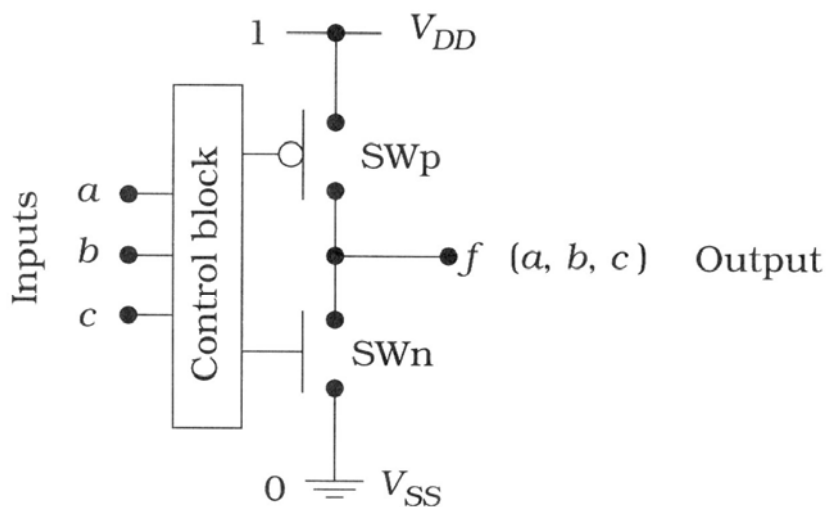 1 V_DD
SWp
Inputs
a
b
c
Control block
f (a, b, c) Output
SWn
0 V_SS